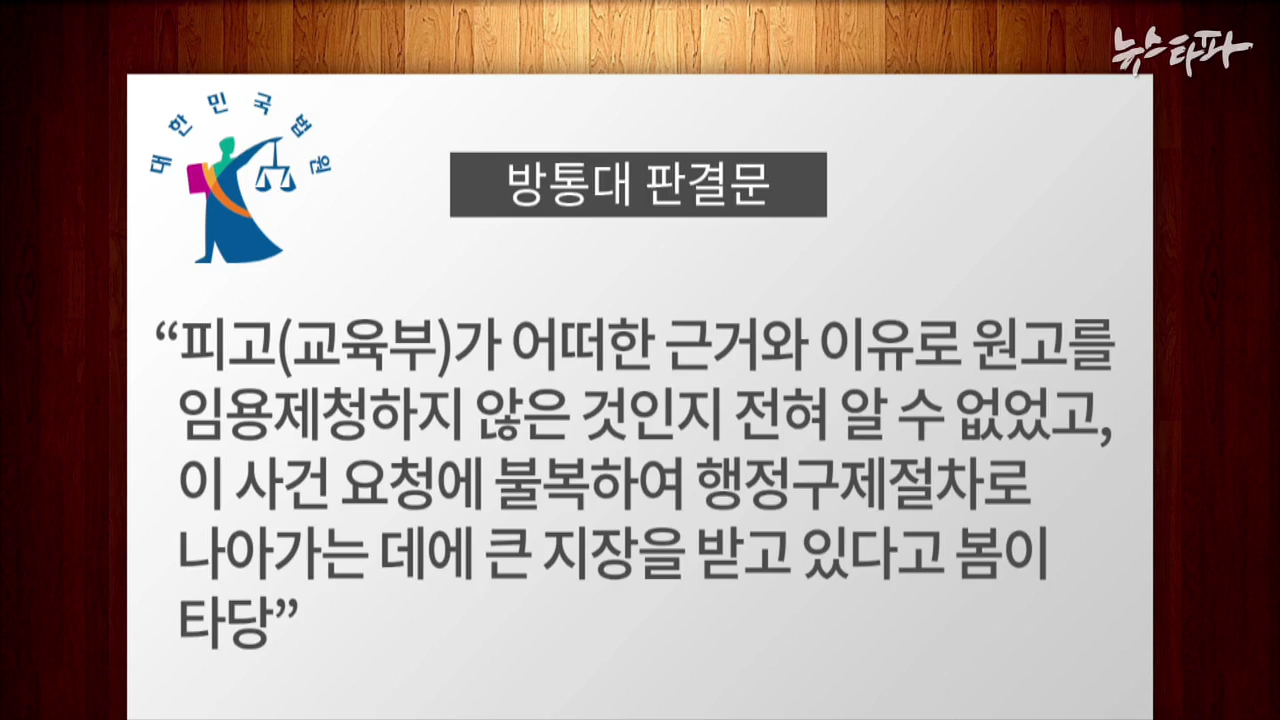 뉴스타파
대한민국법원
방통대 판결문
“피고(교육부)가 어떠한 근거와 이유로 원고를
임용제청하지 않은 것인지 전혀 알 수 없었고,
이 사건 요청에 불복하여 행정구제절차로
나아가는 데에 큰 지장을 받고 있다고 봄이
타당”